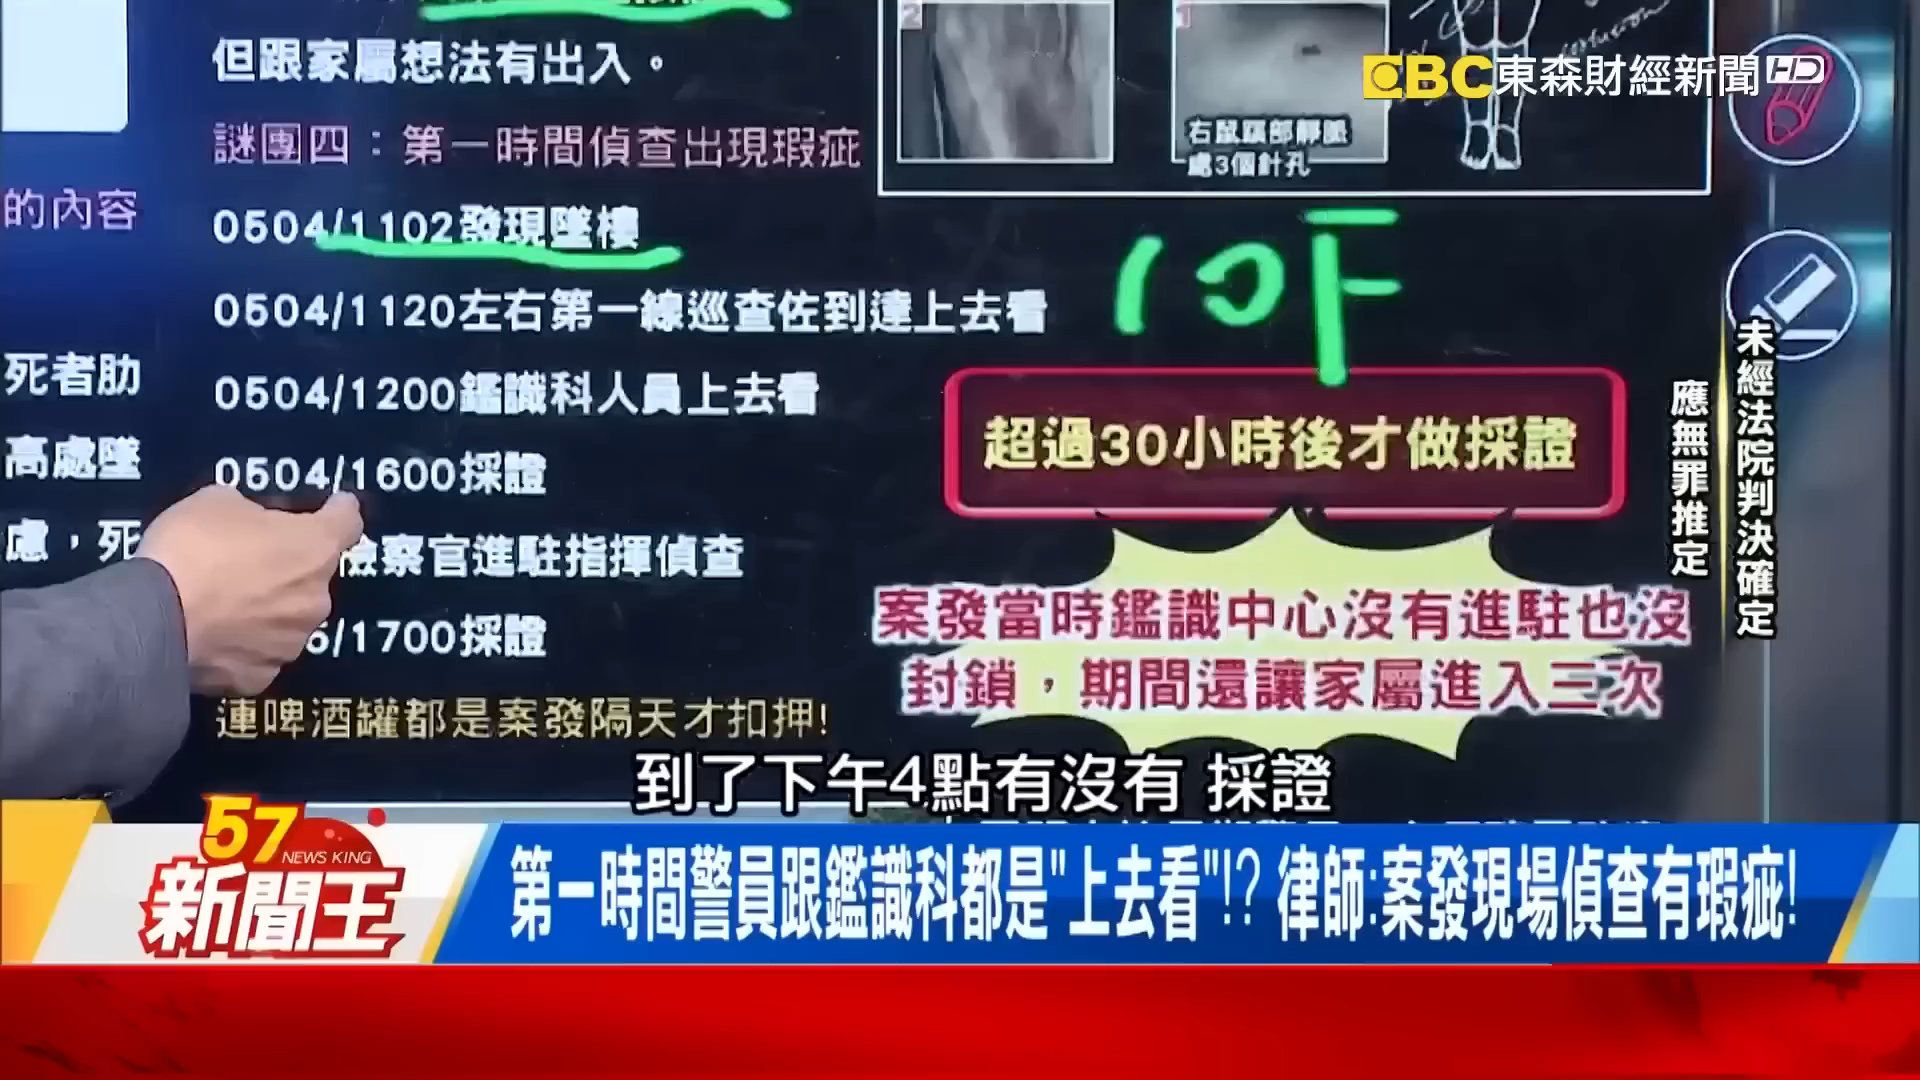 但跟家屬想法有出入。
謎團四：第一時間偵查出現瑕疵
0504/1102發現墜樓
0504/1120左右第一線巡查佐到達上去看
0504/1200鑑識科人員上去看
0504/1600採證
檢察官進駐指揮偵查
/1700採證
連啤酒罐都是案發隔天才扣押!
的內容
死者肋
高處墜
慮，死
2
1
右鼠蹊部靜脈
處3個針孔
10F
超過30小時後才做採證
案發當時鑑識中心沒有進駐也沒
封鎖，期間還讓家屬進入三次
EBC東森財經新聞HD
未經法院判決確定
應無罪推定
到了下午4點有沒有 採證
57
NEWS KING
新聞王
第一時間警員跟鑑識科都是"上去看"!? 律師:案發現場偵查有瑕疵!